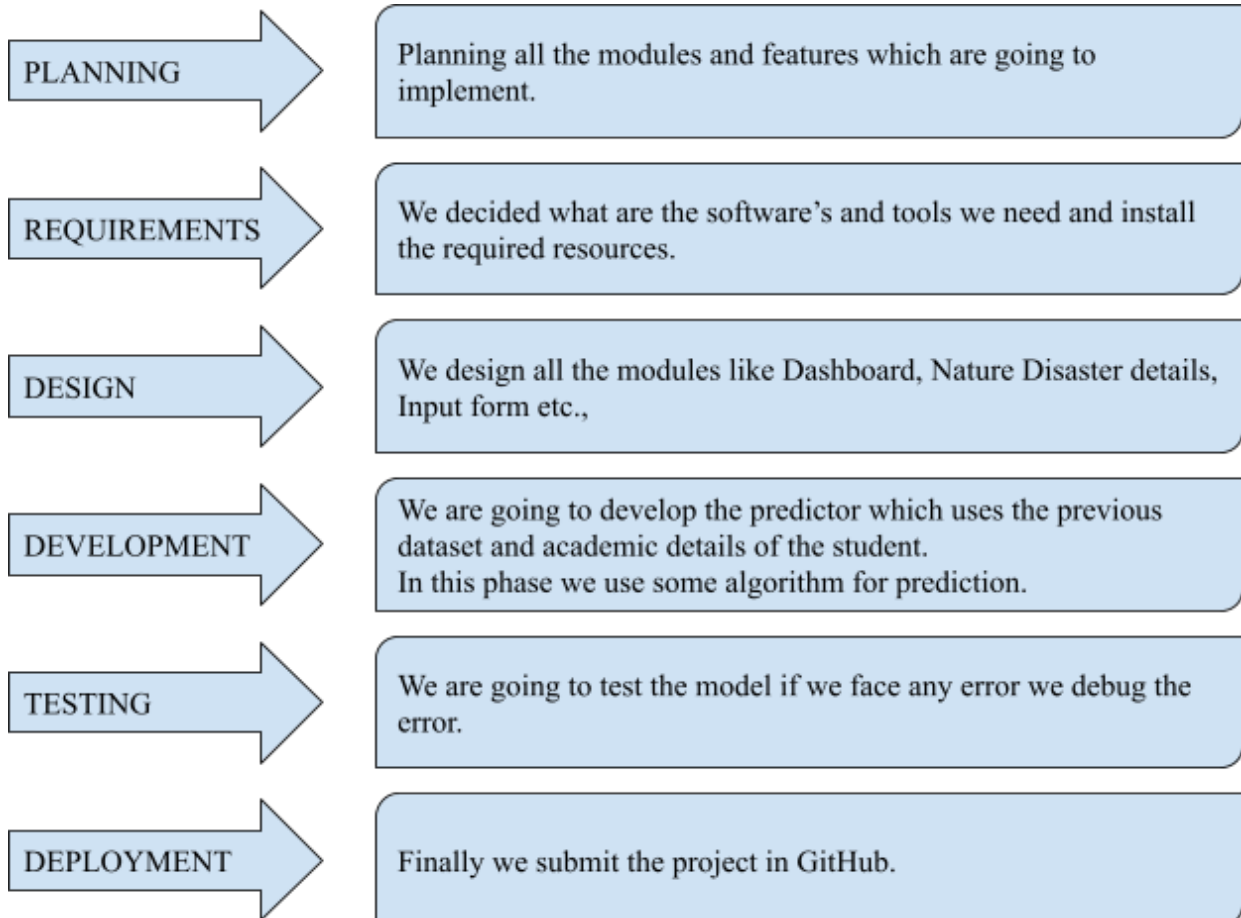 PLANNING
Planning all the modules and features which are going to
implement.
REQUIREMENTS
We decided what are the software’s and tools we need and install
the required resources.
DESIGN
We design all the modules like Dashboard, Nature Disaster details,
Input form etc.,
DEVELOPMENT
We are going to develop the predictor which uses the previous
dataset and academic details of the student.
In this phase we use some algorithm for prediction.
TESTING
We are going to test the model if we face any error we debug the
error.
DEPLOYMENT
Finally we submit the project in GitHub.